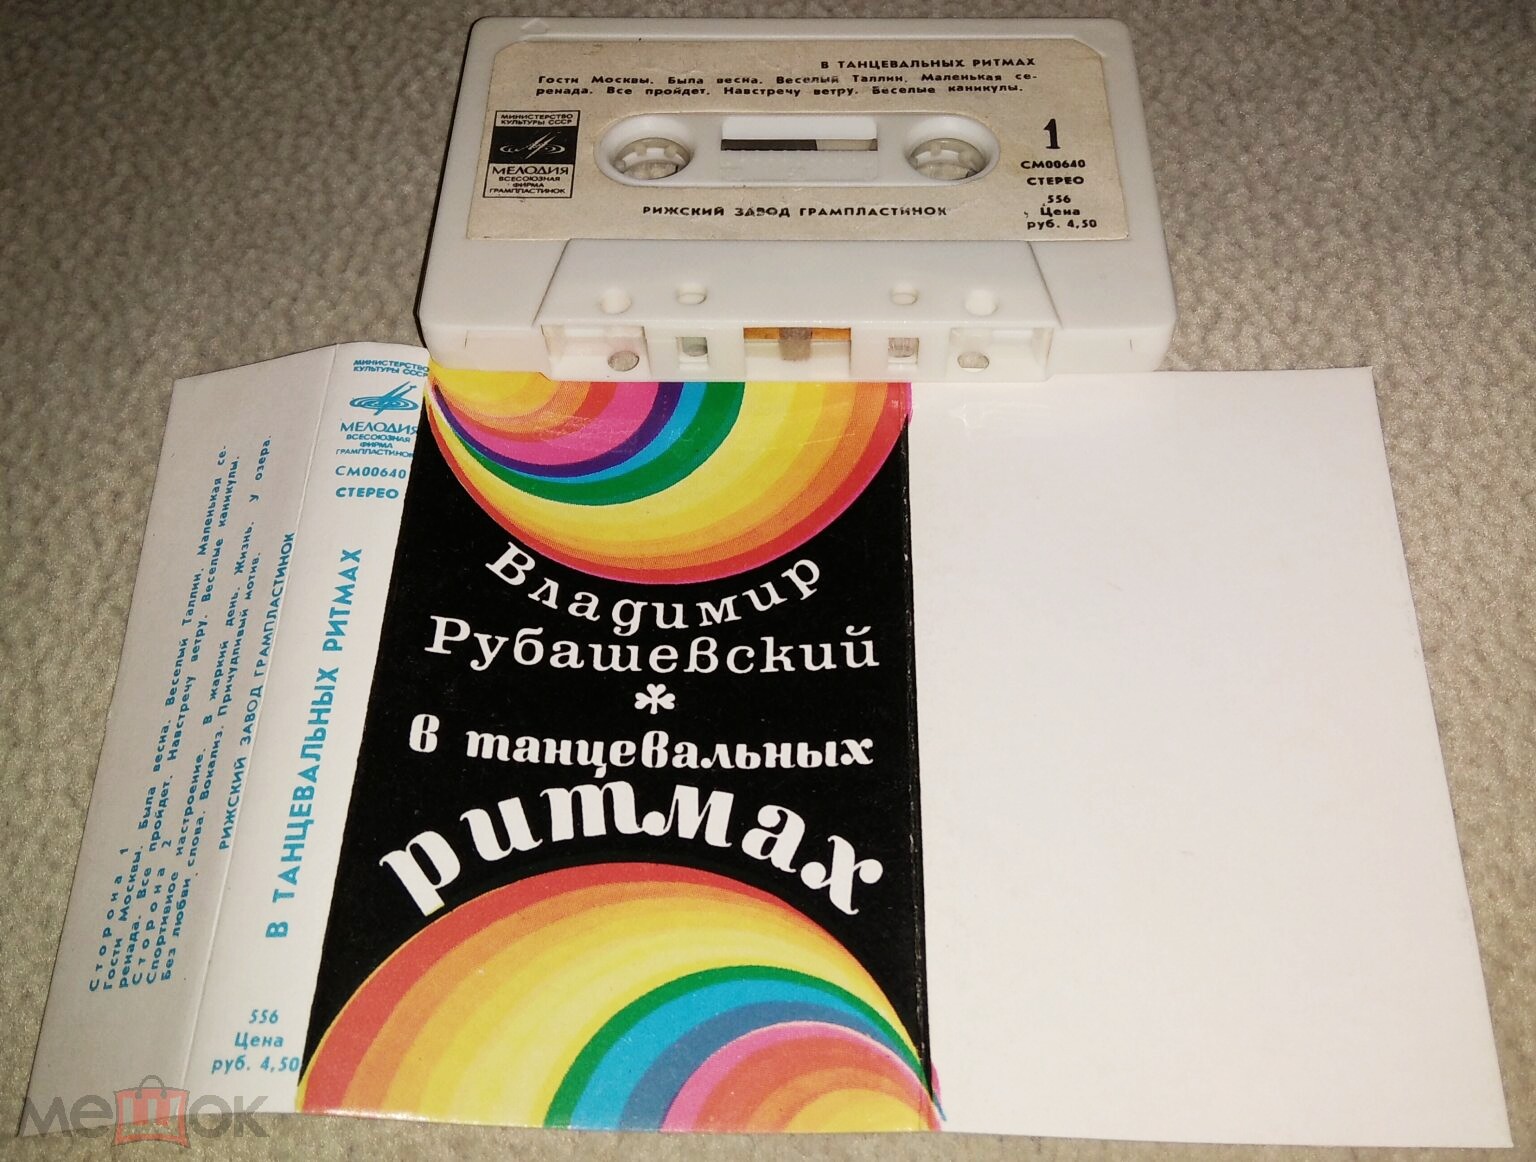 В ТАНЦЕВАЛЬНЫХ РИТМАХ
Гости Москвы. Была весна. Веселый Таллин. Маленькая се-
ренада. Все пройдет. Навстречу ветру. Веселые каникулы.
МИНИСТЕРСТВО
КУЛЬТУРЫ СССР
МЕЛОДИЯ
ВСЕСОЮЗНАЯ
ФИРМА
ГРАМПЛАСТИНОК
1
СМ00640
СТЕРЕО
556
Цена
руб. 4,50
РИЖСКИЙ ЗАВОД ГРАМПЛАСТИНОК
Сторона 1
Гости Москвы. Была весна. Веселый Таллин. Маленькая се-
ренада. Все пройдет. Навстречу ветру. Веселые каникулы.
Сторона 2
Спортивное настроение. В жаркий день. Жизнь. У озера.
Без любви слова. Вокализ. Причудливый мотив.
РИЖСКИЙ ЗАВОД ГРАМПЛАСТИНОК
МИНИСТЕРСТВО
КУЛЬТУРЫ СССР
МЕЛОДИЯ
ВСЕСОЮЗНАЯ
ФИРМА
ГРАМПЛАСТИНОК
СМ00640
СТЕРЕО
В ТАНЦЕВАЛЬНЫХ РИТМАХ
556
Цена
руб. 4,50
Владимир
Рубашевский
в танцевальных
ритмах
мешок